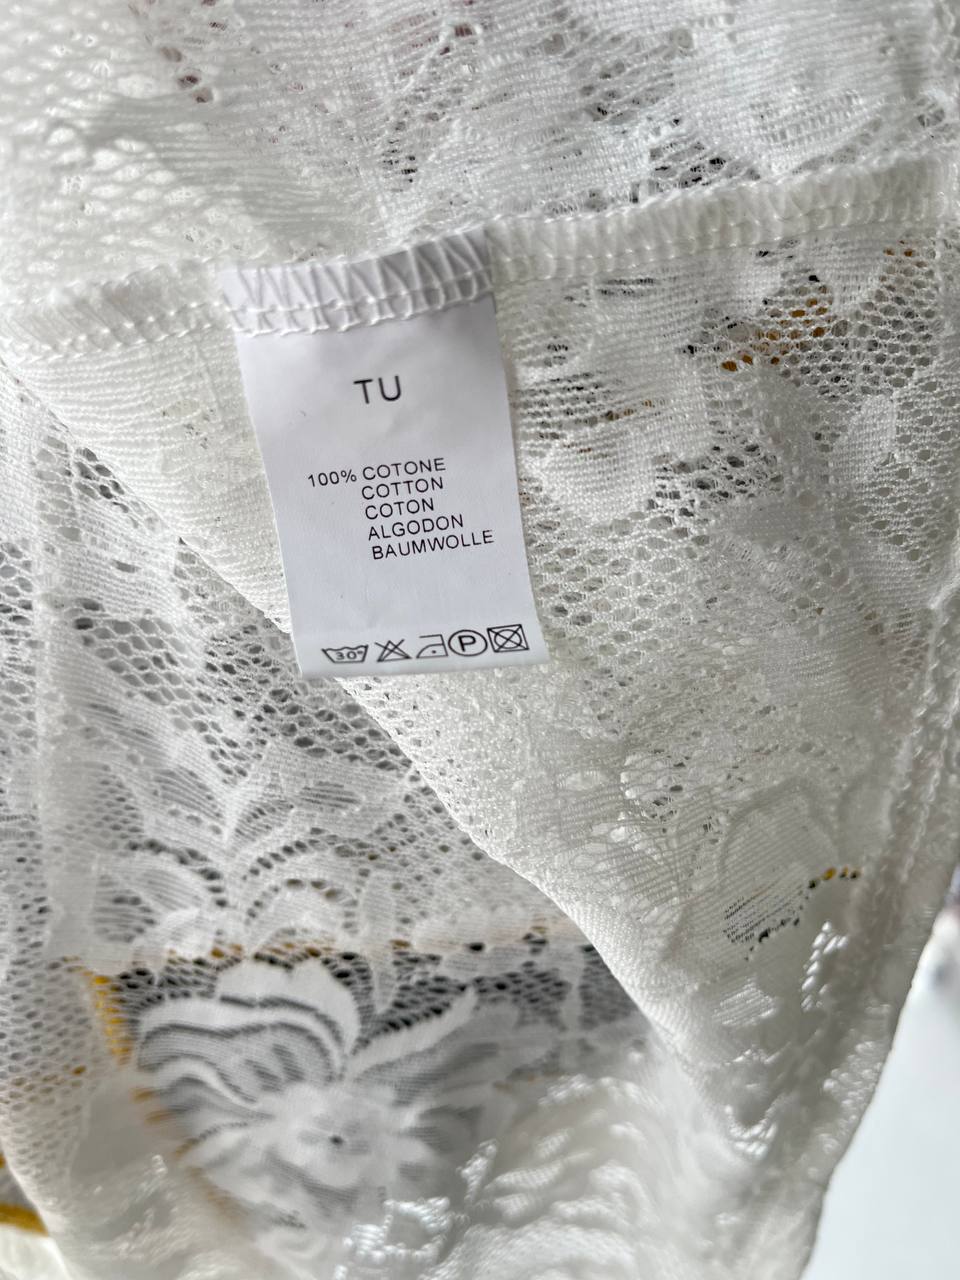 TU
100% COTONE
COTTON
COTON
ALGODON
BAUMWOLLE
30° P